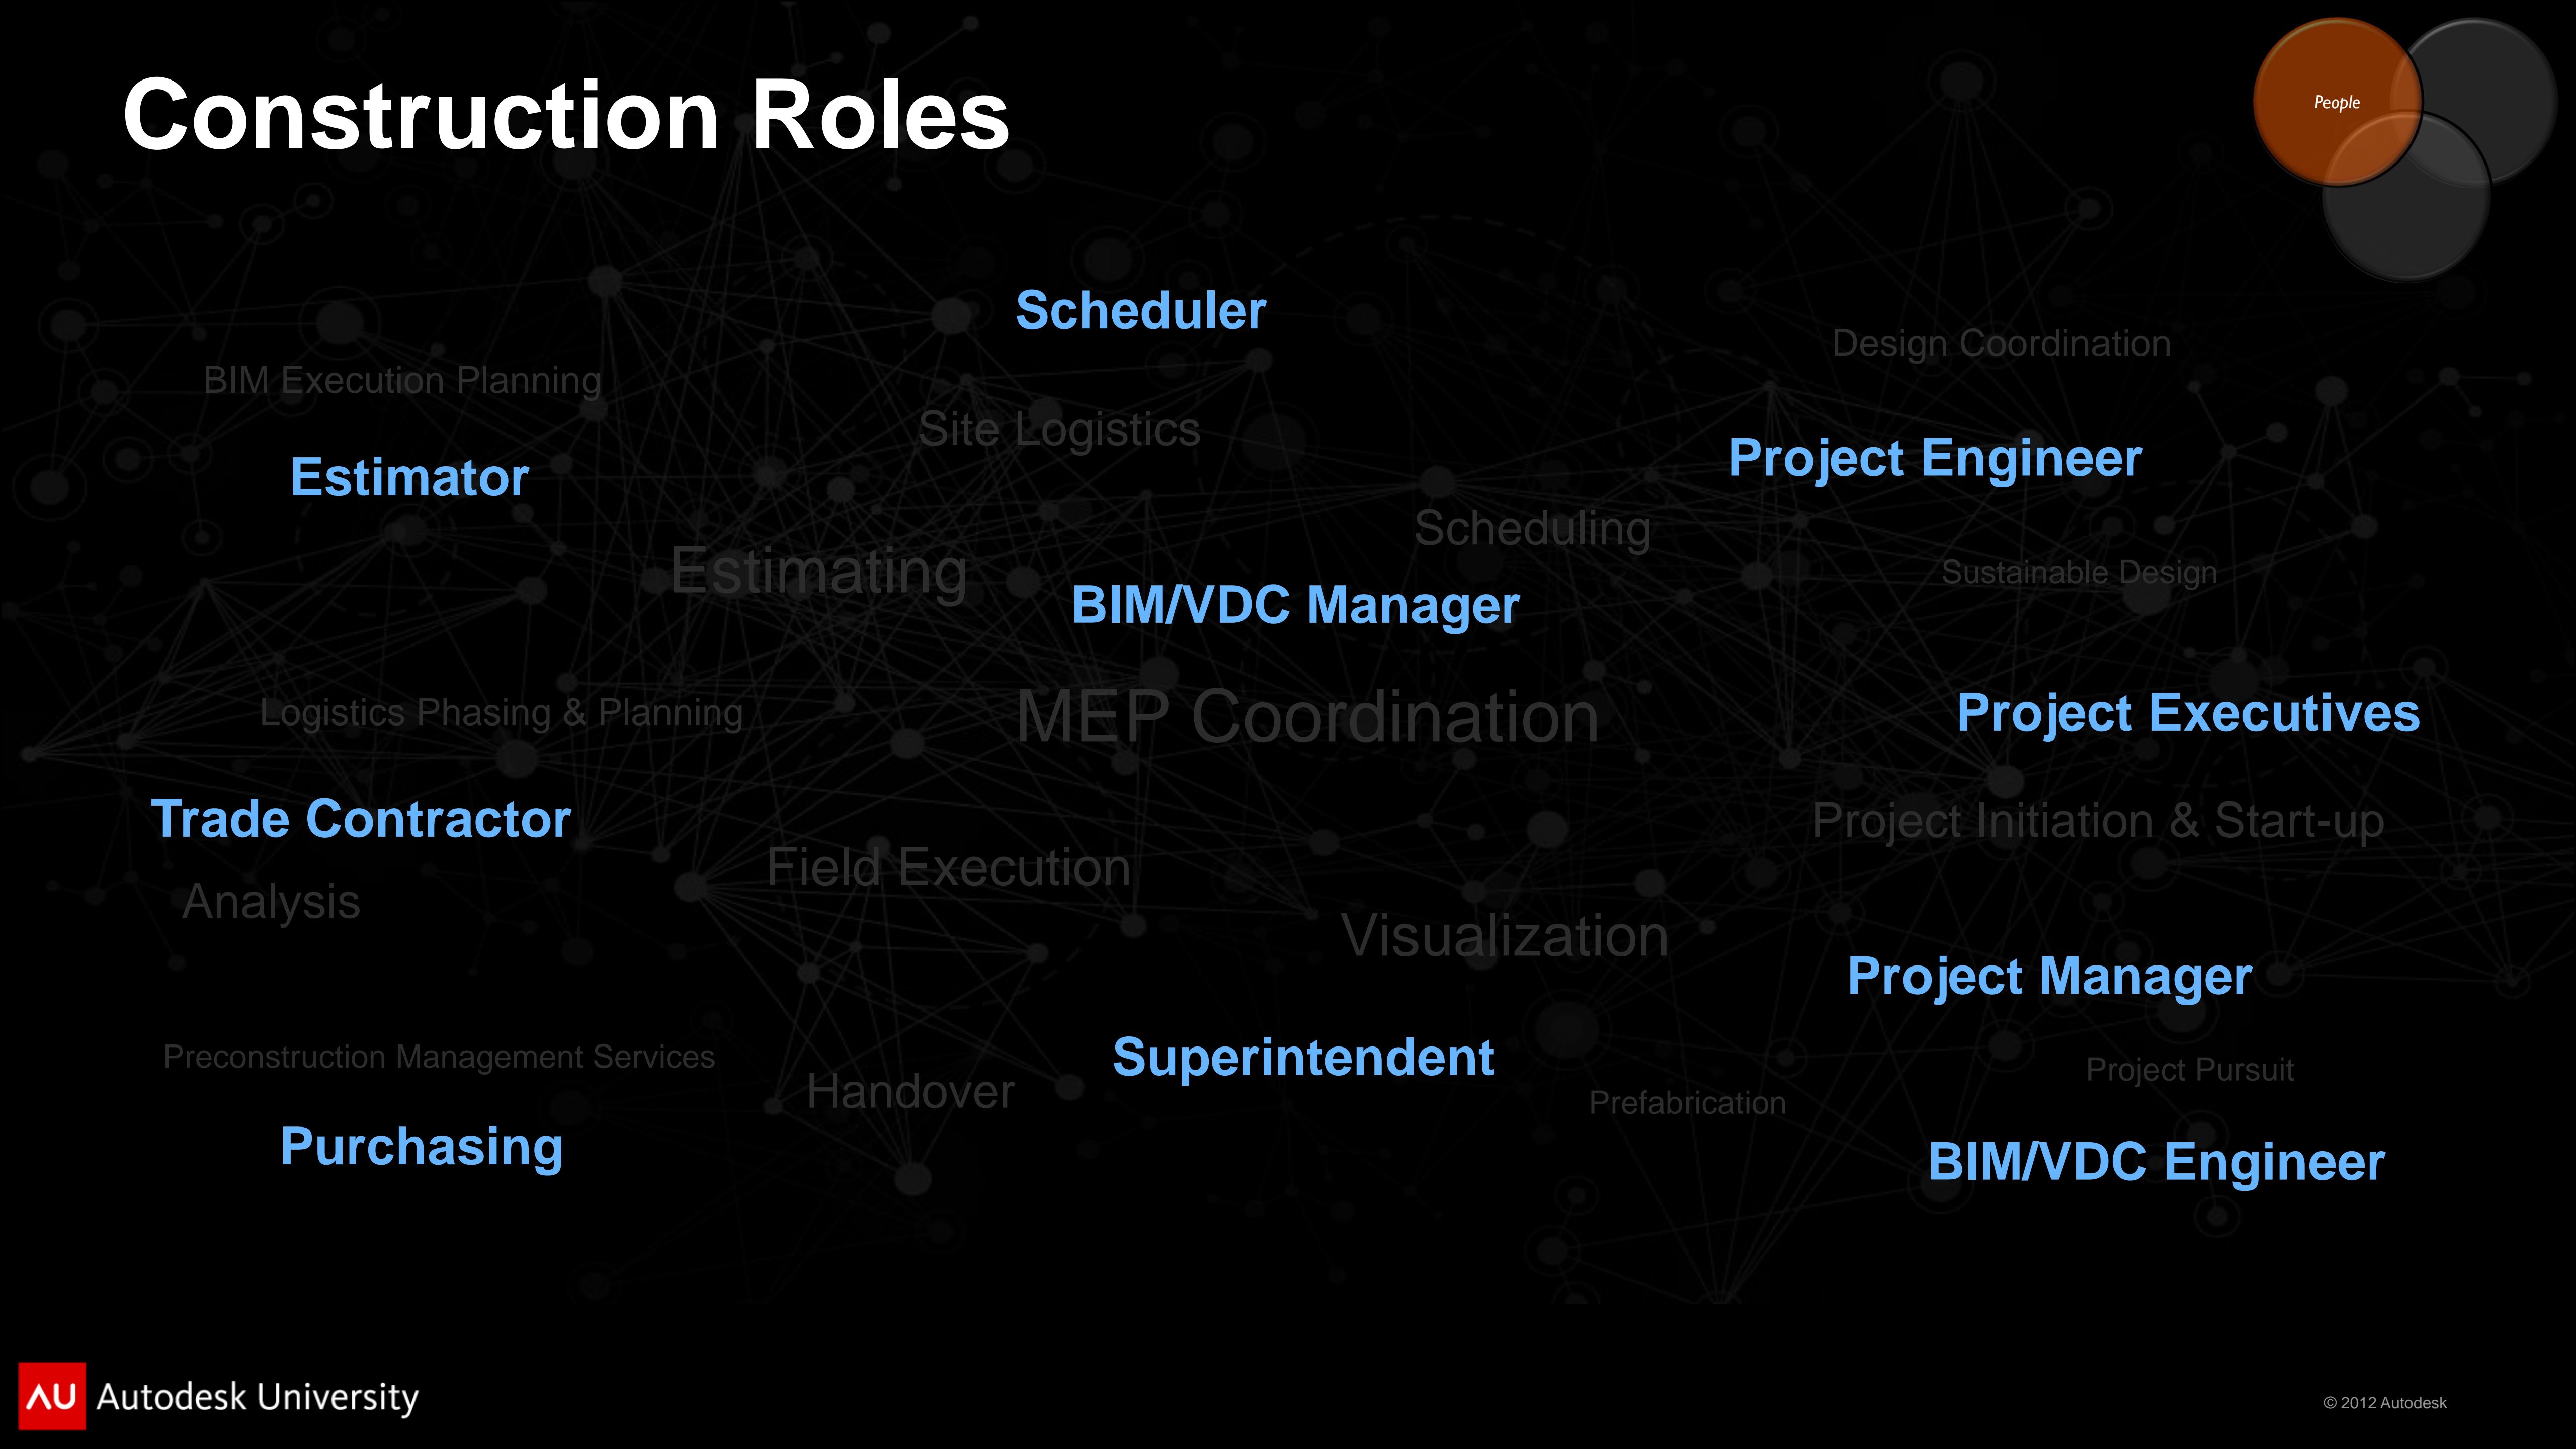 Construction Roles
People
Scheduler
Design Coordination
BIM Execution Planning
Site Logistics
Project Engineer
Estimator
Scheduling
Estimating
Sustainable Design
BIM/VDC Manager
Logistics Phasing & Planning
MEP Coordination
Project Executives
Trade Contractor
Project Initiation & Start-up
Field Execution
Analysis
Visualization
Project Manager
Preconstruction Management Services
Superintendent
Project Pursuit
Handover
Prefabrication
Purchasing
BIM/VDC Engineer
AU Autodesk University
© 2012 Autodesk